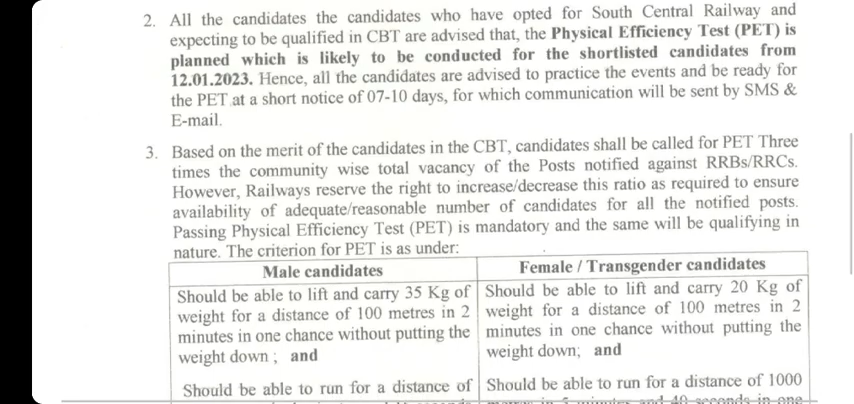 2. All the candidates the candidates who have opted for South Central Railway and
expecting to be qualified in CBT are advised that, the Physical Efficiency Test (PET) is
planned which is likely to be conducted for the shortlisted candidates from
12.01.2023. Hence, all the candidates are advised to practice the events and be ready for
the PET at a short notice of 07-10 days, for which communication will be sent by SMS &
E-mail.
3. Based on the merit of the candidates in the CBT, candidates shall be called for PET Three
times the community wise total vacancy of the Posts notified against RRBs/RRCs.
However, Railways reserve the right to increase/decrease this ratio as required to ensure
availability of adequate/reasonable number of candidates for all the notified posts.
Passing Physical Efficiency Test (PET) is mandatory and the same will be qualifying in
nature. The criterion for PET is as under:
Male candidates
Should be able to lift and carry 35 Kg of
weight for a distance of 100 metres in 2
minutes in one chance without putting the
weight down ; and
Should be able to run for a distance of
Female / Transgender candidates
Should be able to lift and carry 20 Kg of
weight for a distance of 100 metres in 2
minutes in one chance without putting the
weight down; and
Should be able to run for a distance of 1000
metres in 5 minutes and 40 seconds in one